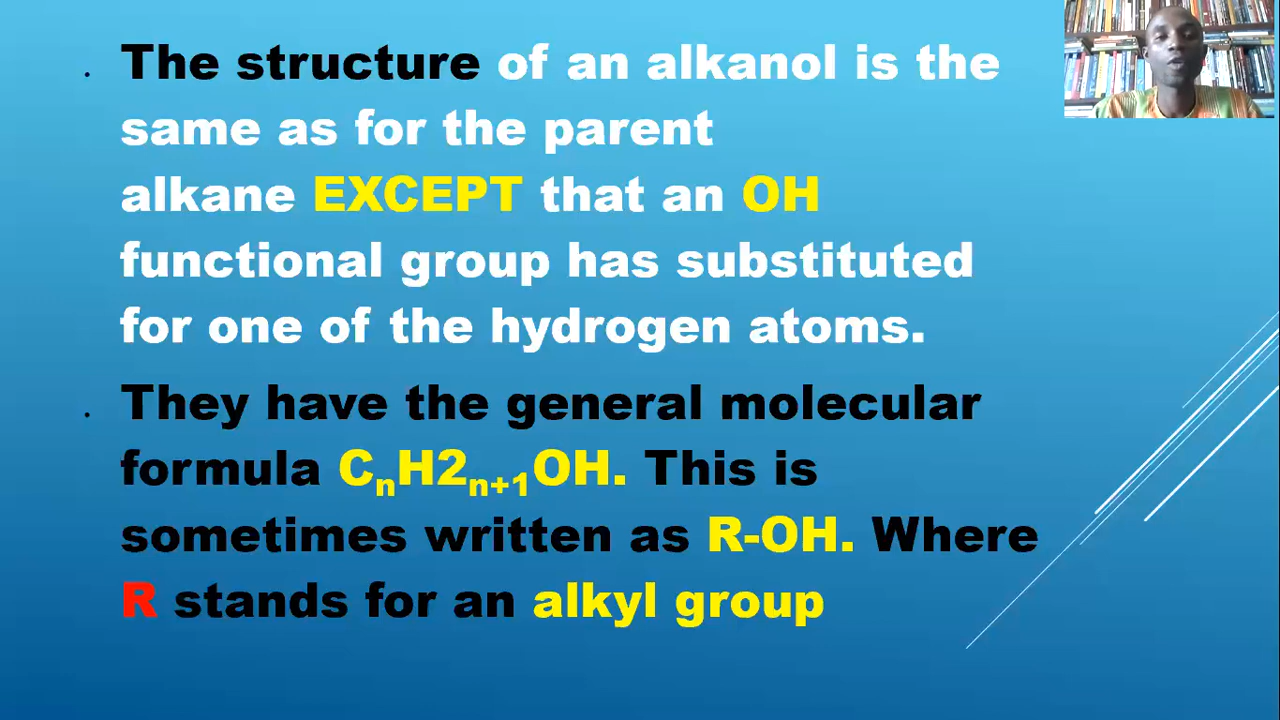 The structure of an alkanol is the
same as for the parent
alkane EXCEPT that an OH
functional group has substituted
for one of the hydrogen atoms.
They have the general molecular
formula CₙH2ₙ₊₁OH. This is
sometimes written as R-OH. Where
R stands for an alkyl group